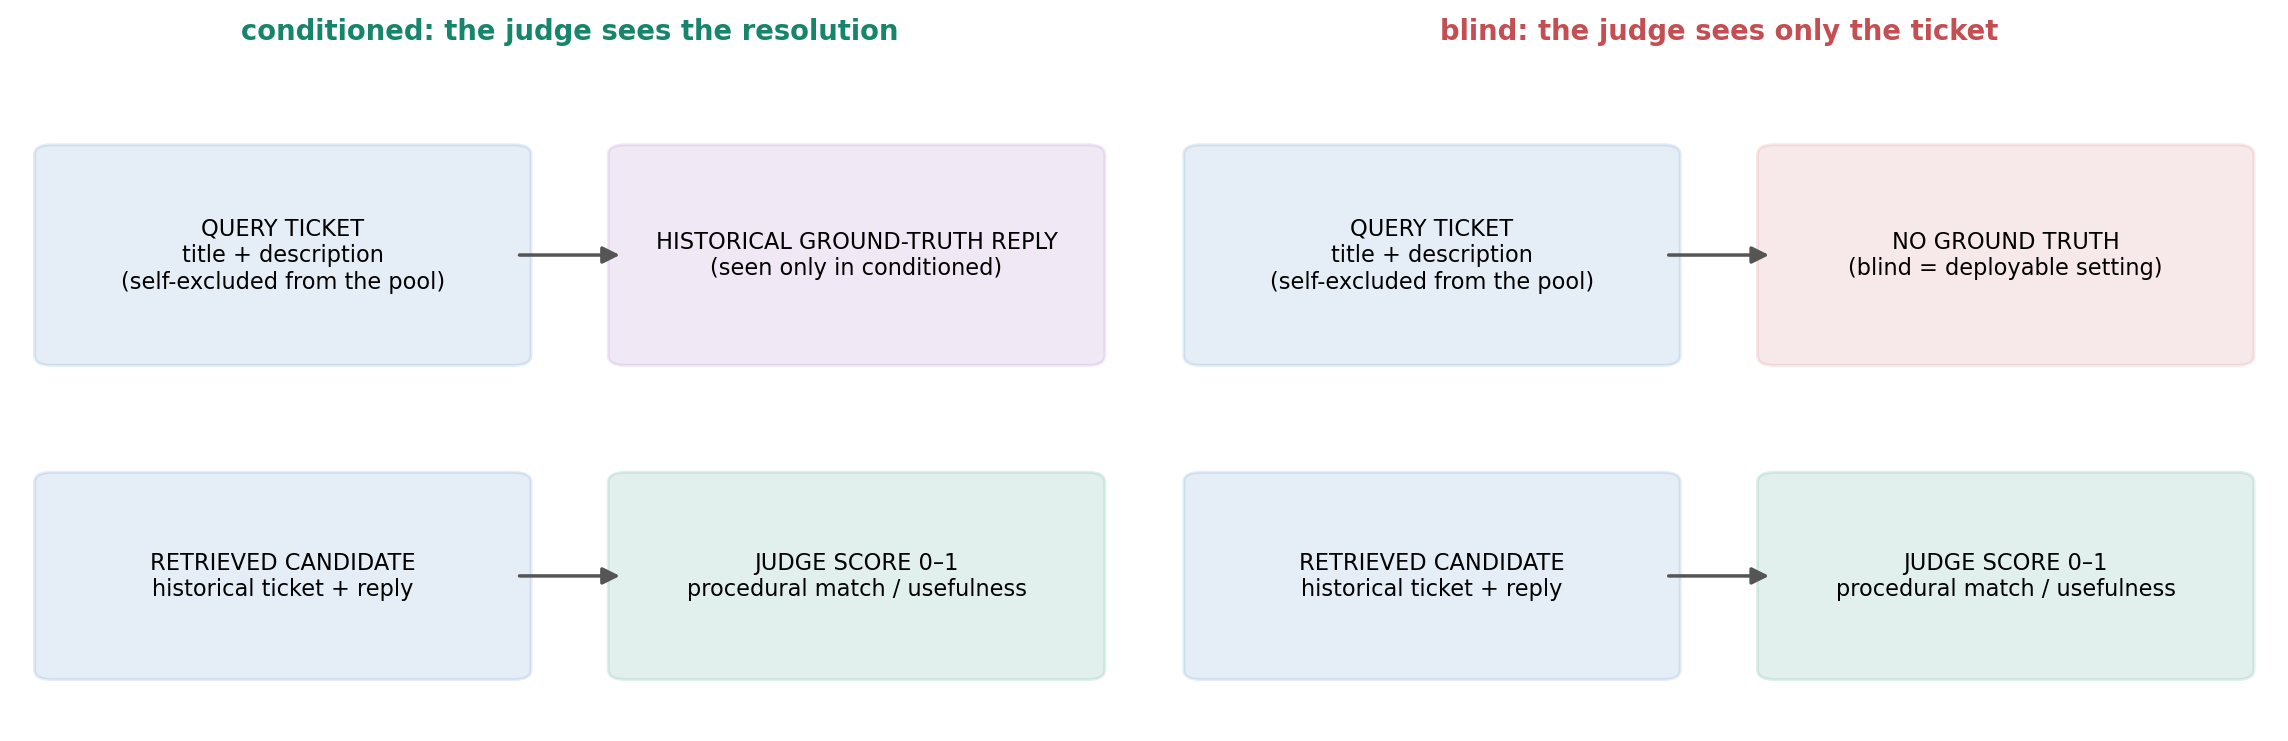 conditioned: the judge sees the resolution
QUERY TICKET
title + description
(self-excluded from the pool)
HISTORICAL GROUND-TRUTH REPLY
(seen only in conditioned)
RETRIEVED CANDIDATE
historical ticket + reply
JUDGE SCORE 0–1
procedural match / usefulness
blind: the judge sees only the ticket
QUERY TICKET
title + description
(self-excluded from the pool)
NO GROUND TRUTH
(blind = deployable setting)
RETRIEVED CANDIDATE
historical ticket + reply
JUDGE SCORE 0–1
procedural match / usefulness